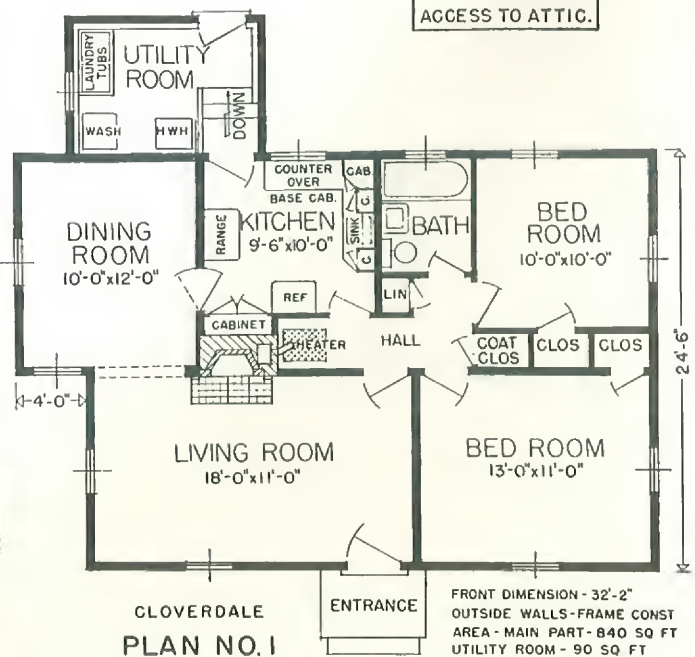 ACCESS TO ATTIC.
LAUNDRY
TUBS
UTILITY
ROOM
WASH
HWH
DOWN
COUNTER
OVER
BASE CAB.
CAB.
C
SINK
C
RANGE
KITCHEN
9'-6"x10'-0"
REF
CABINET
DINING
ROOM
10'-0"x12'-0"
BATH
BED
ROOM
10'-0"x10'-0"
LIN
HEATER
HALL
COAT
CLOS
CLOS
CLOS
24'-6"
4'-0"
LIVING ROOM
18'-0"x11'-0"
BED ROOM
13'-0"x11'-0"
ENTRANCE
CLOVERDALE
PLAN NO. 1
FRONT DIMENSION - 32'-2"
OUTSIDE WALLS - FRAME CONST
AREA - MAIN PART - 840 SQ FT
UTILITY ROOM - 90 SQ FT